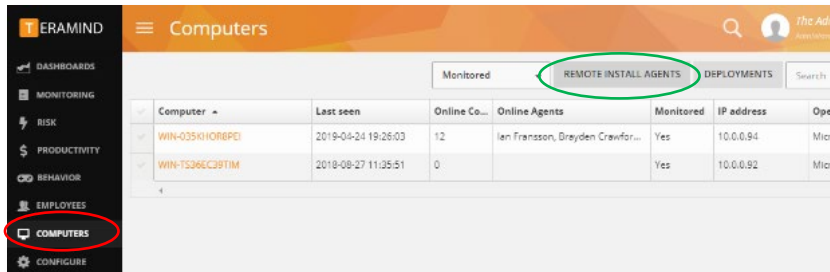 TERAMIND
Computers
The Ad
DASHBOARDS
MONITORING
RISK
PRODUCTIVITY
BEHAVIOR
EMPLOYEES
COMPUTERS
CONFIGURE
Monitored REMOTE INSTALL AGENTS DEPLOYMENTS Search
Computer Last seen Online Co... Online Agents Monitored IP address Ope
WIN-035KHOR8PEI 2019-04-24 19:26:03 12 Ian Fransson, Brayden Crawfor... Yes 10.0.0.94 Micr
WIN-TS36EC39TIM 2018-08-27 11:35:51 0 Yes 10.0.0.92 Micr